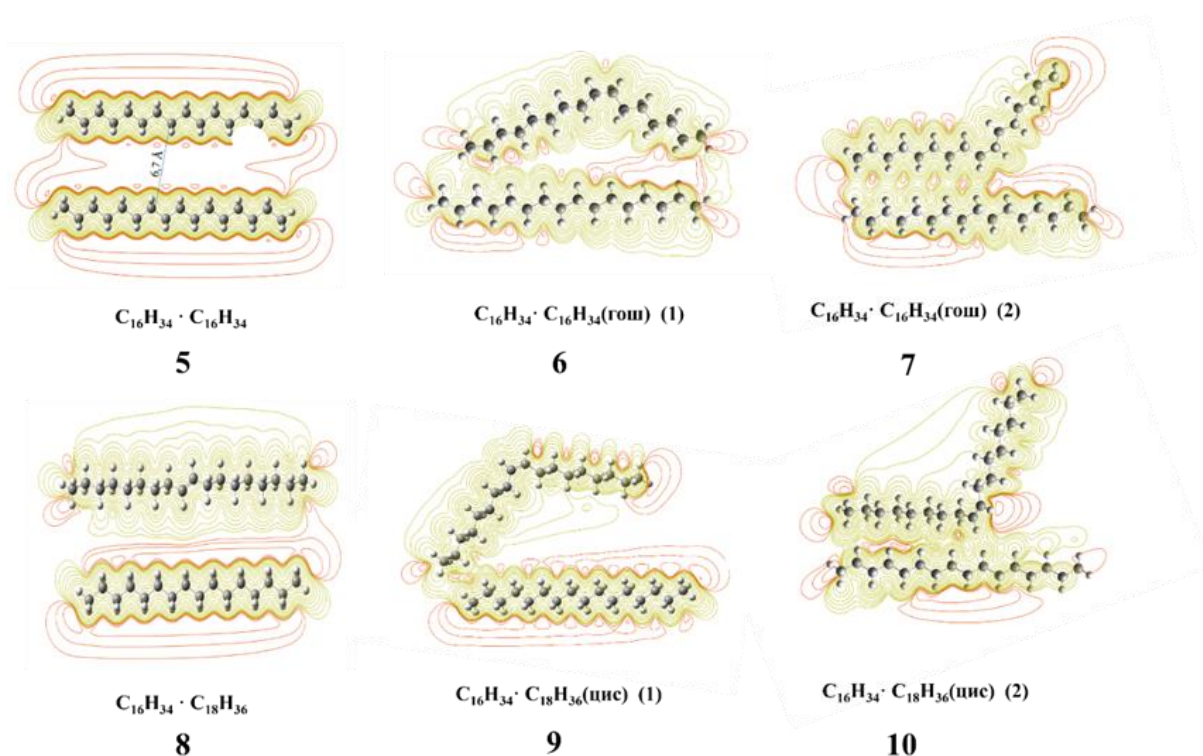 6.7 Å
C₁₆H₃₄ · C₁₆H₃₄
C₁₆H₃₄· C₁₆H₃₄(гош) (1)
C₁₆H₃₄· C₁₆H₃₄(гош) (2)
5
6
7
C₁₆H₃₄ · C₁₈H₃₆
C₁₆H₃₄· C₁₈H₃₆(цис) (1)
C₁₆H₃₄· C₁₈H₃₆(цис) (2)
8
9
10